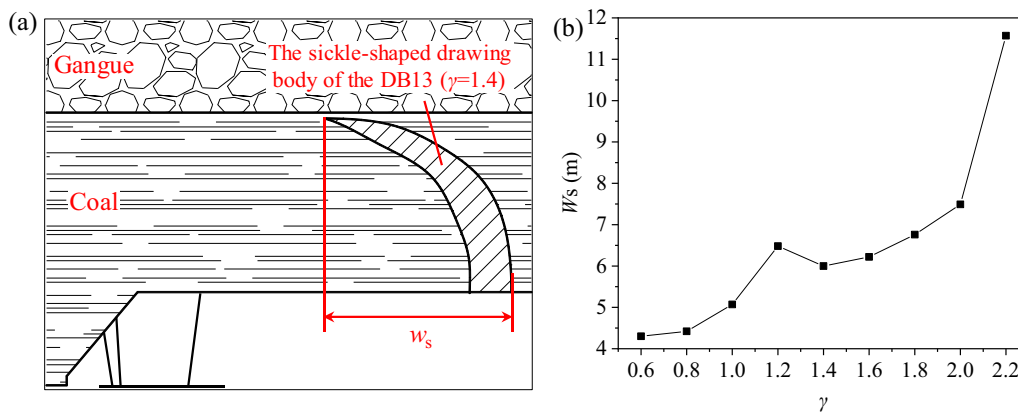 (a)
Gangue
The sickle-shaped drawing
body of the DB13 (γ=1.4)
Coal
ws
(b)
12
11
10
9
8
7
6
5
4
Ws (m)
0.6 0.8 1.0 1.2 1.4 1.6 1.8 2.0 2.2
γ